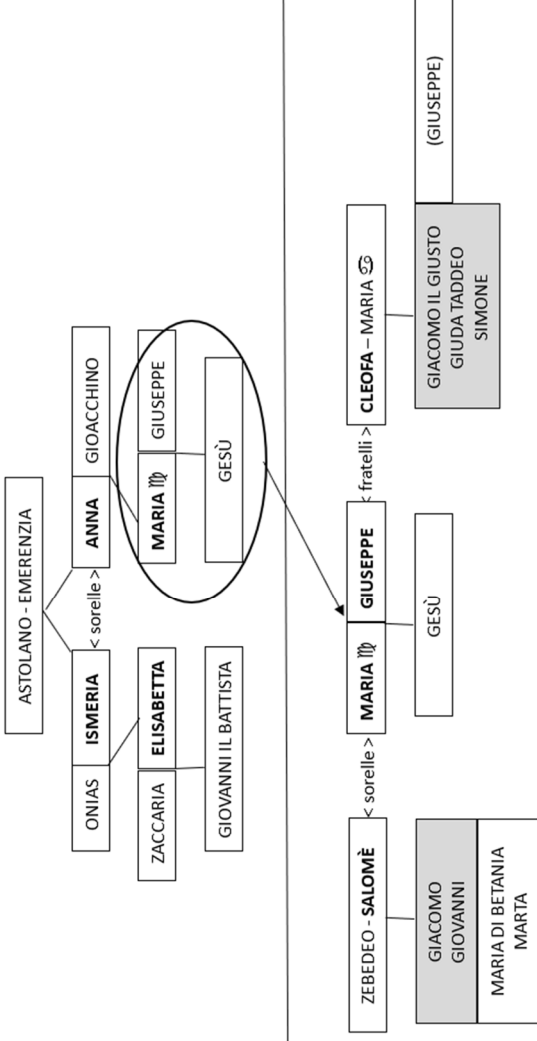 ASTOLANO - EMERENZIA
ONIAS ISMERIA < sorelle > ANNA GIOACCHINO
ZACCARIA ELISABETTA MARIA ♍ GIUSEPPE
GIOVANNI IL BATTISTA GESÙ
ZEBEDEO - SALOMÈ < sorelle > MARIA ♍ GIUSEPPE < fratelli > CLEOFA – MARIA ♋
GIACOMO
GIOVANNI
MARIA DI BETANIA
MARTA
GESÙ
GIACOMO IL GIUSTO
GIUDA TADDEO
SIMONE
(GIUSEPPE)